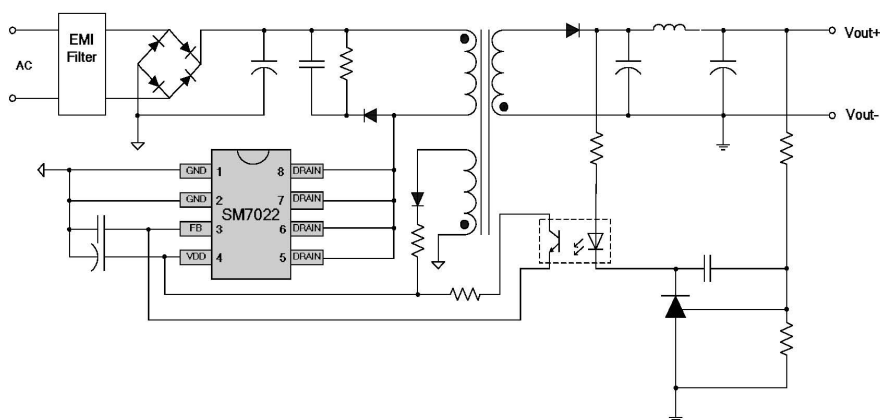 EMI
Filter
AC
Vout+
Vout-
GND 1 8 DRAIN
GND 2 7 DRAIN
SM7022
FB 3 6 DRAIN
VDD 4 5 DRAIN